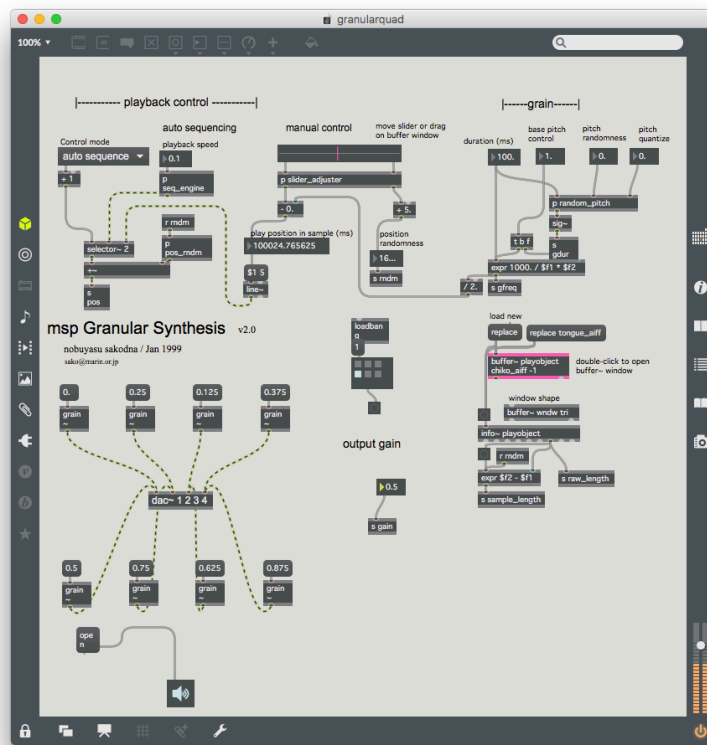 granularquad
100%
|----------- playback control -----------|
|------grain------|
auto sequencing
manual control
move slider or drag
on buffer window
Control mode
playback speed
duration (ms)
base pitch
control
pitch
randomness
pitch
quantize
auto sequence
0.1
100.
1.
0.
0.
+ 1
p
seq_engine
p slider_adjuster
p random_pitch
- 0.
+ 5.
sig~
r rndm
play position in sample (ms)
position
randomness
t b f
s
gdur
selector~ 2
p
pos_rndm
100024.765625
16...
expr 1000. / $f1 * $f2
+~
$1 5
s rndm
/ 2.
s gfreq
s
pos
line~
msp Granular Synthesis v2.0
nobuyasu sakodna / Jan 1999
sako@marin.or.jp
loadban
g
1
load new
replace
replace tongue_aiff
buffer~ playobject
chiko_aiff -1
double-click to open
buffer~ window
0.
0.25
0.125
0.375
grain
~
grain
~
grain
~
grain
~
window shape
buffer~ wndw tri
info~ playobject
output gain
r rndm
expr $f2 - $f1
s raw_length
0.5
s sample_length
dac~ 1 2 3 4
s gain
0.5
0.75
0.625
0.875
grain
~
grain
~
grain
~
grain
~
ope
n